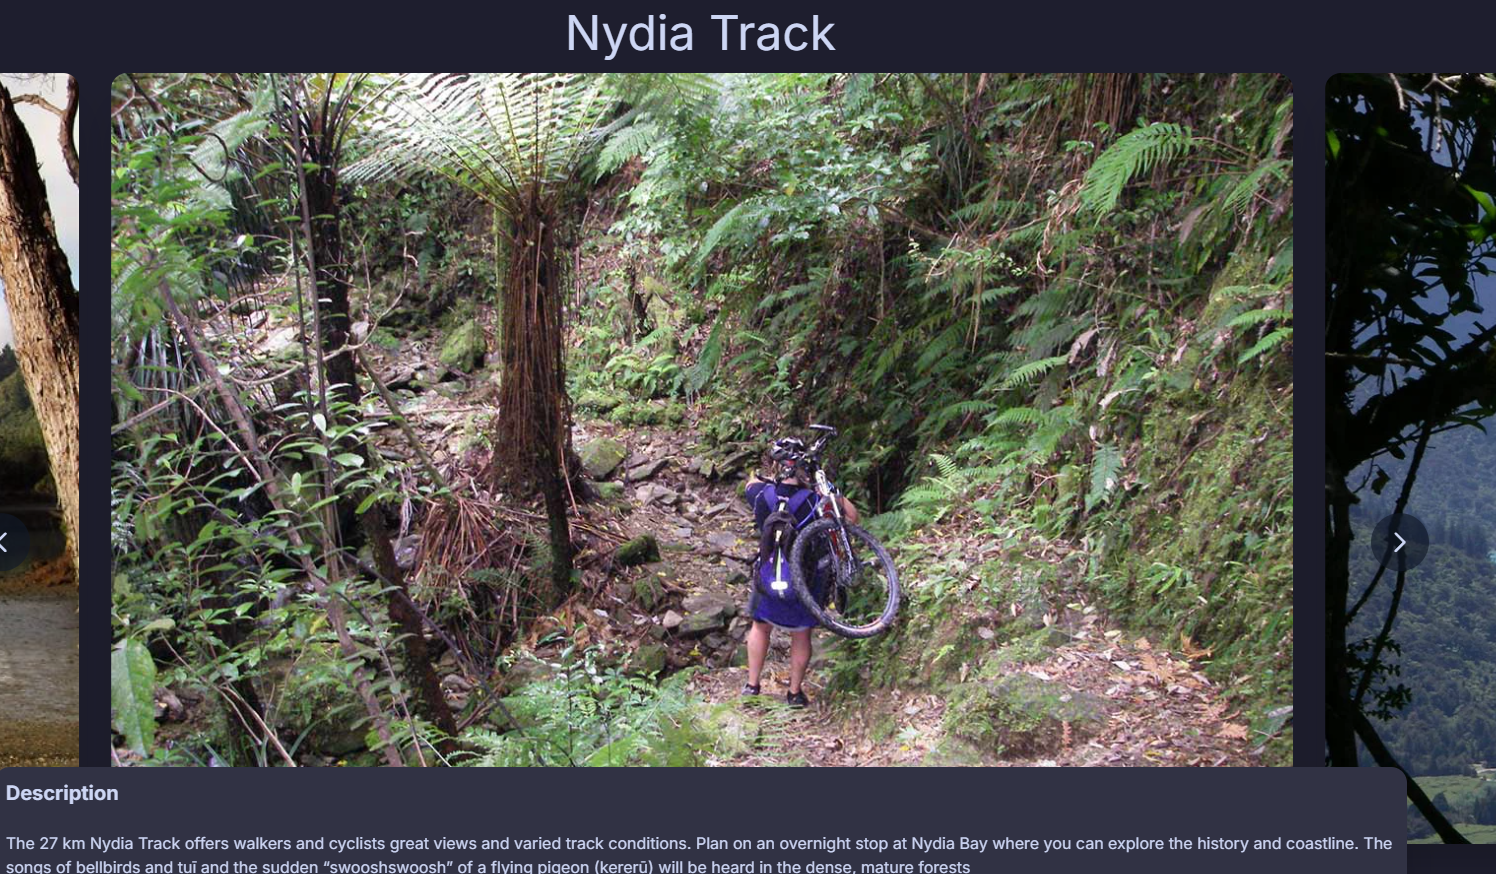 Nydia Track
Description
The 27 km Nydia Track offers walkers and cyclists great views and varied track conditions. Plan on an overnight stop at Nydia Bay where you can explore the history and coastline. The
songs of bellbirds and tuī and the sudden “swooshswoosh” of a flying pigeon (kererū) will be heard in the dense, mature forests